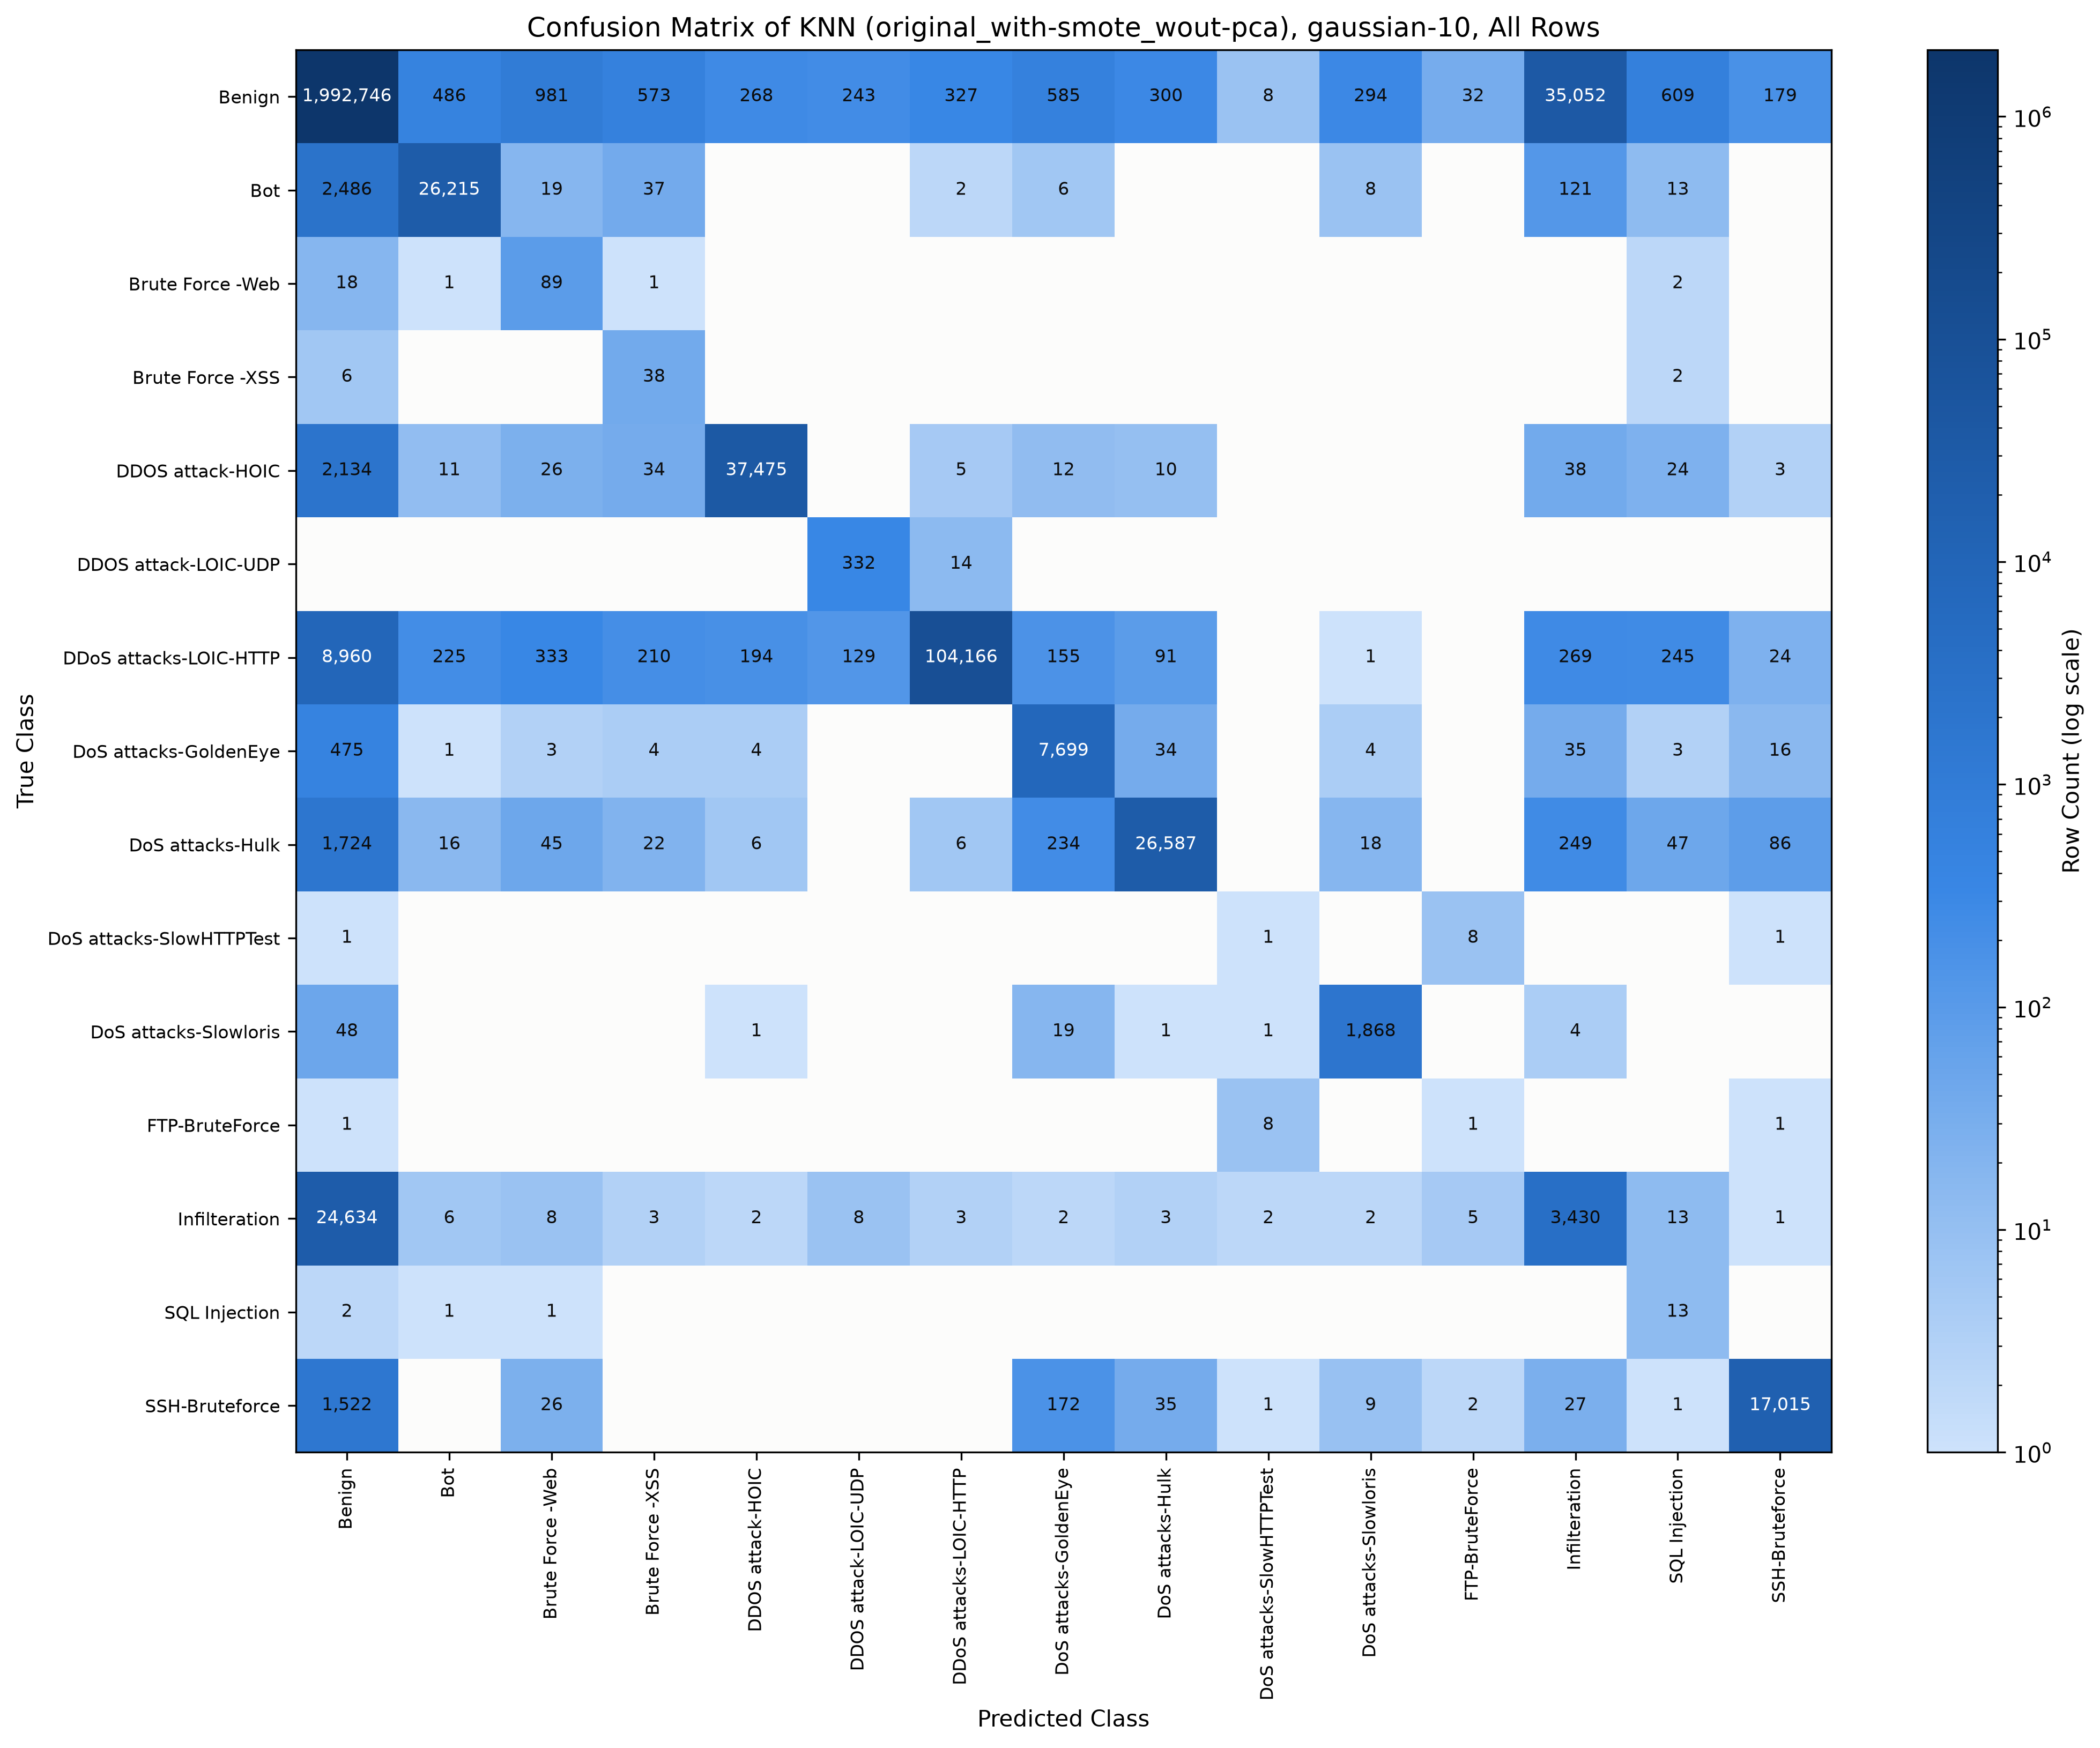 Confusion Matrix of KNN (original_with-smote_wout-pca), gaussian-10, All Rows
True Class
Benign 1,992,746 486 981 573 268 243 327 585 300 8 294 32 35,052 609 179
Bot 2,486 26,215 19 37 2 6 8 121 13
Brute Force -Web 18 1 89 1 2
Brute Force -XSS 6 38 2
DDOS attack-HOIC 2,134 11 26 34 37,475 5 12 10 38 24 3
DDOS attack-LOIC-UDP 332 14
DDoS attacks-LOIC-HTTP 8,960 225 333 210 194 129 104,166 155 91 1 269 245 24
DoS attacks-GoldenEye 475 1 3 4 4 7,699 34 4 35 3 16
DoS attacks-Hulk 1,724 16 45 22 6 6 234 26,587 18 249 47 86
DoS attacks-SlowHTTPTest 1 1 8 1
DoS attacks-Slowloris 48 1 19 1 1 1,868 4
FTP-BruteForce 1 8 1 1
Infilteration 24,634 6 8 3 2 8 3 2 3 2 2 5 3,430 13 1
SQL Injection 2 1 1 13
SSH-Bruteforce 1,522 26 172 35 1 9 2 27 1 17,015
Benign
Bot
Brute Force -Web
Brute Force -XSS
DDOS attack-HOIC
DDOS attack-LOIC-UDP
DDoS attacks-LOIC-HTTP
DoS attacks-GoldenEye
DoS attacks-Hulk
DoS attacks-SlowHTTPTest
DoS attacks-Slowloris
FTP-BruteForce
Infilteration
SQL Injection
SSH-Bruteforce
Predicted Class
10⁶
10⁵
10⁴
10³
10²
10¹
10⁰
Row Count (log scale)